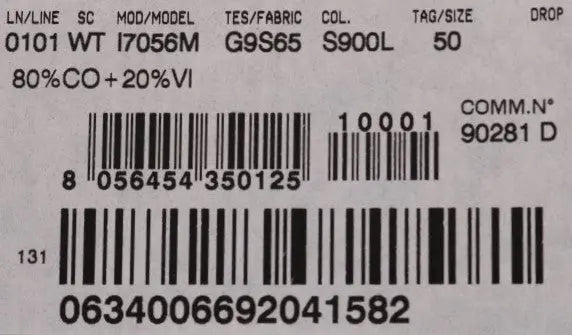 LN/LINE SC MOD/MODEL TES/FABRIC COL. TAG/SIZE DROP
0101 WT I7056M G9S65 S900L 50
80%CO+20%VI
10001
COMM.N°
90281 D
8 056454 350125
131
0634006692041582